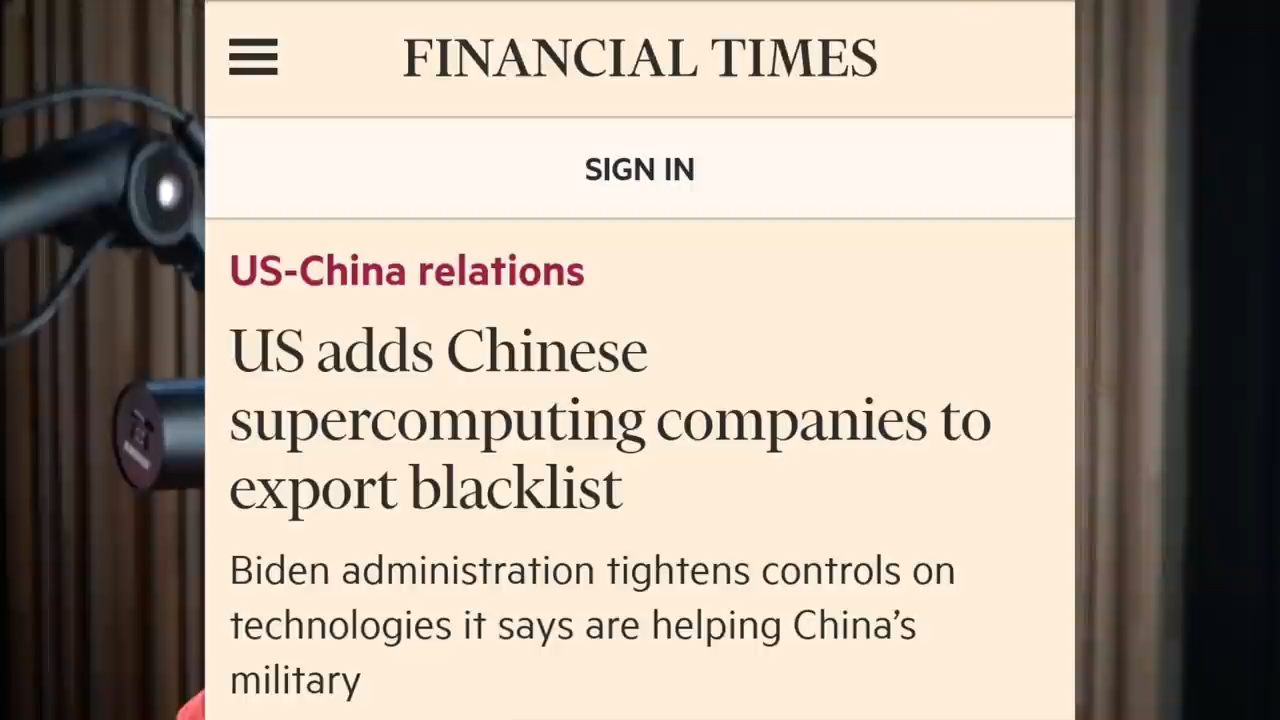 FINANCIAL TIMES
SIGN IN
US-China relations
US adds Chinese
supercomputing companies to
export blacklist
Biden administration tightens controls on
technologies it says are helping China’s
military